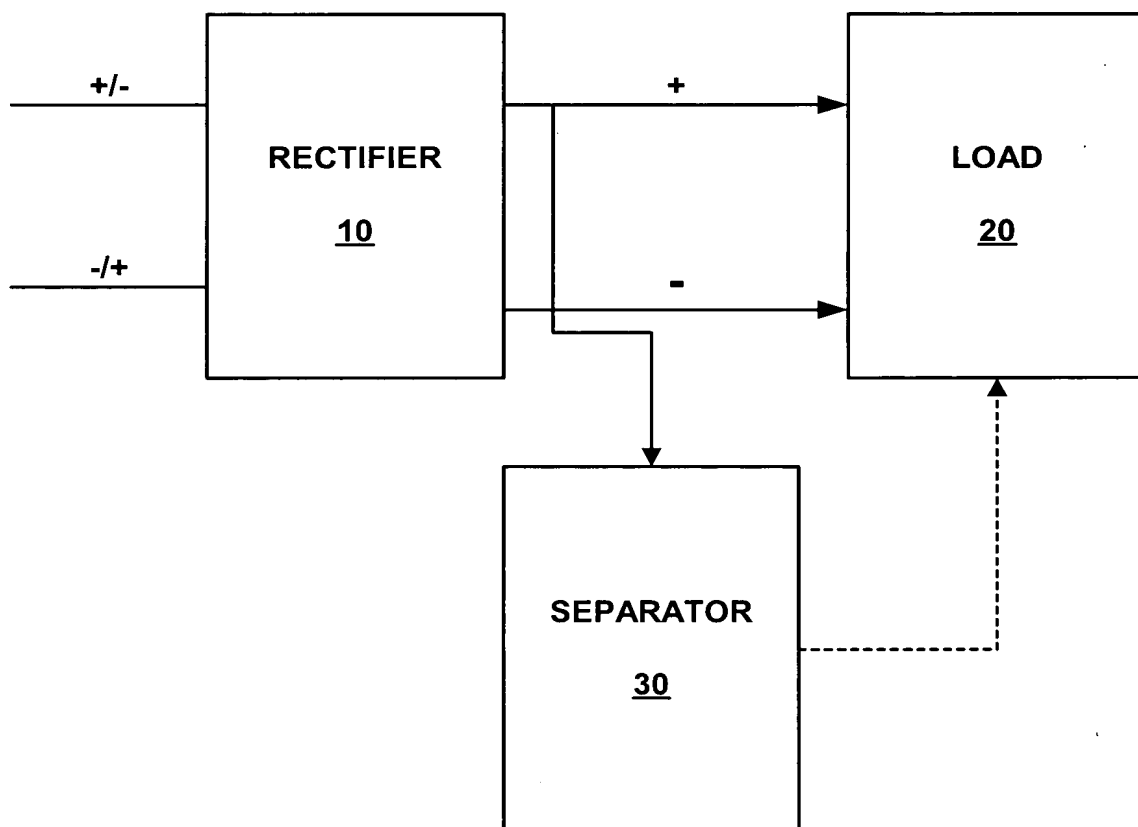 +/-
-/+
RECTIFIER
10
+
-
LOAD
20
SEPARATOR
30